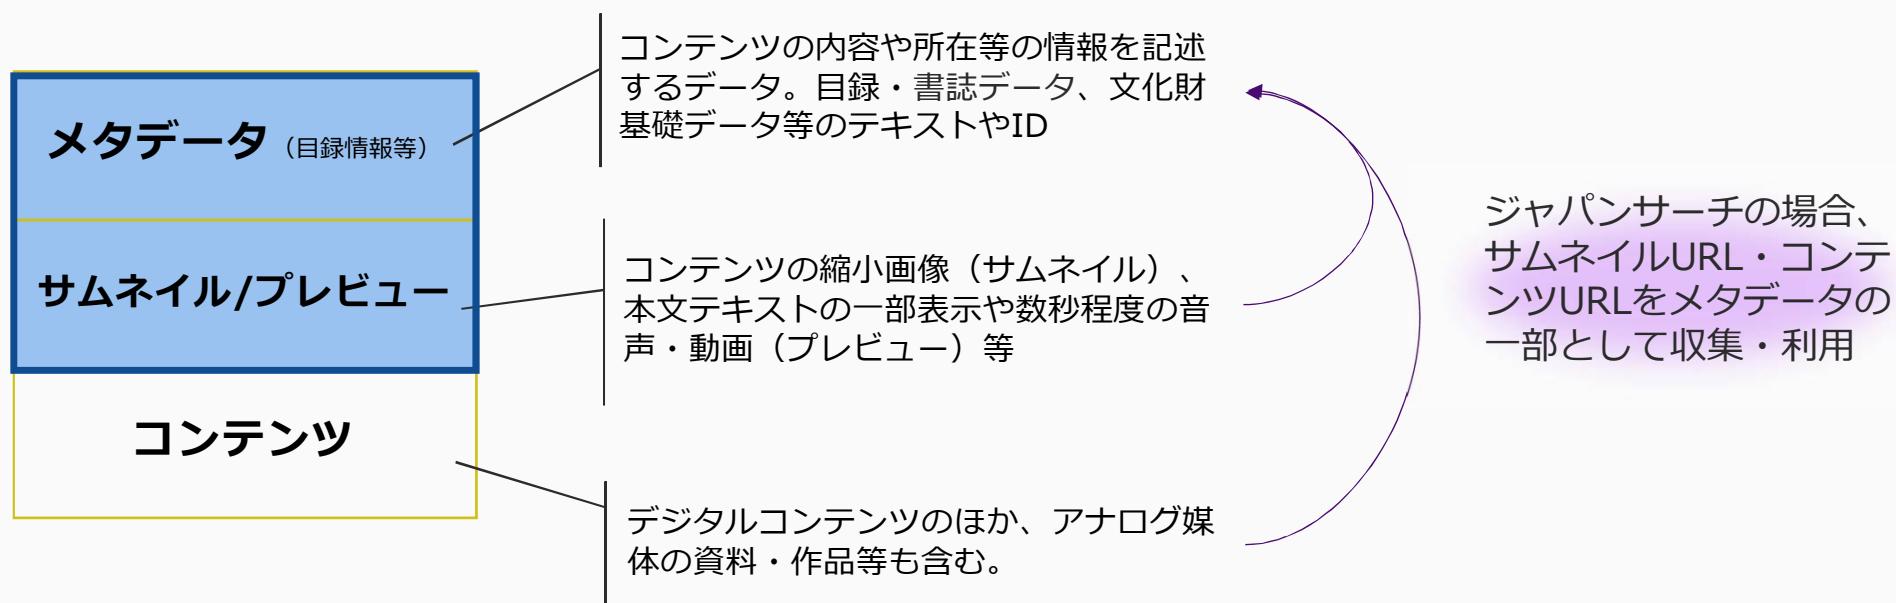 メタデータ（目録情報等）
コンテンツの内容や所在等の情報を記述
するデータ。目録・書誌データ、文化財
基礎データ等のテキストやID
サムネイル/プレビュー
コンテンツの縮小画像（サムネイル）、
本文テキストの一部表示や数秒程度の音
声・動画（プレビュー）等
コンテンツ
デジタルコンテンツのほか、アナログ媒
体の資料・作品等も含む。
ジャパンサーチの場合、
サムネイルURL・コンテ
ンツURLをメタデータの
一部として収集・利用